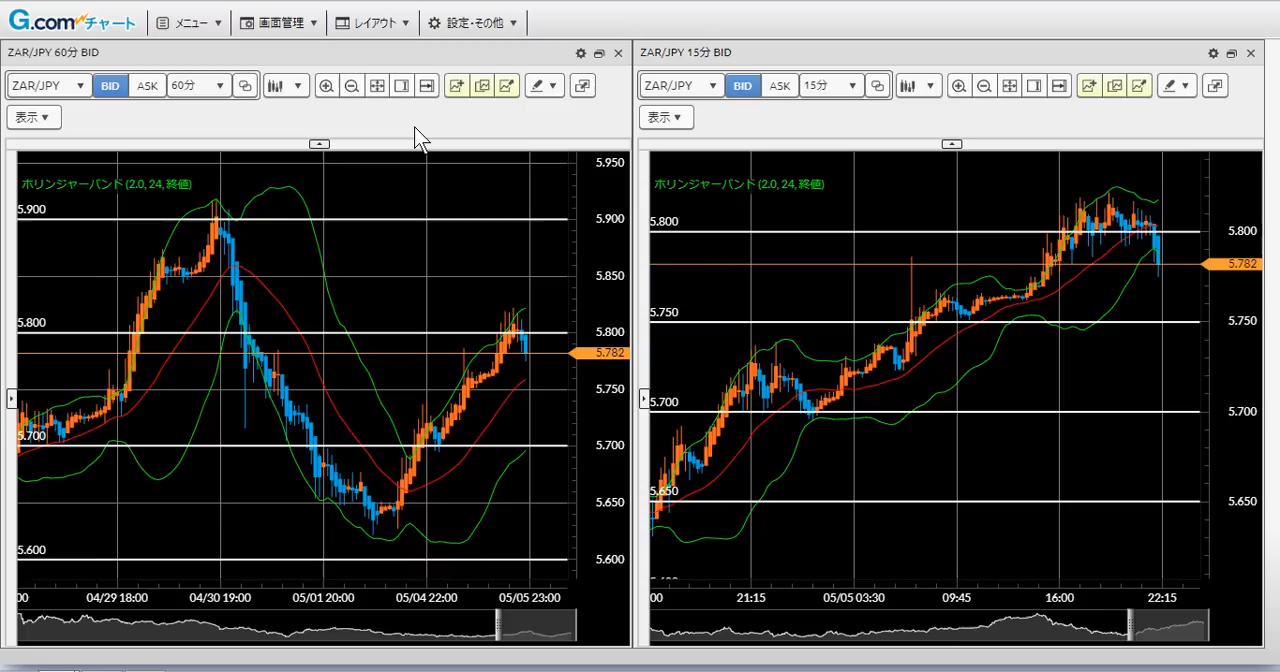 G.comチャート メニュー ▼ 画面管理 ▼ レイアウト ▼ 設定・その他 ▼
ZAR/JPY 60分 BID
ZAR/JPY ▼ BID ASK 60分 ▼
表示 ▼
ボリンジャーバンド (2.0, 24, 終値)
5.900
5.800
5.700
5.600
5.950
5.900
5.850
5.800
5.782
5.750
5.700
5.650
5.600
:00 04/29 18:00 04/30 19:00 05/01 20:00 05/04 22:00 05/05 23:00
ZAR/JPY 15分 BID
ZAR/JPY ▼ BID ASK 15分 ▼
表示 ▼
ボリンジャーバンド (2.0, 24, 終値)
5.800
5.750
5.700
5.650
5.800
5.782
5.750
5.700
5.650
:00 21:15 05/05 03:30 09:45 16:00 22:15